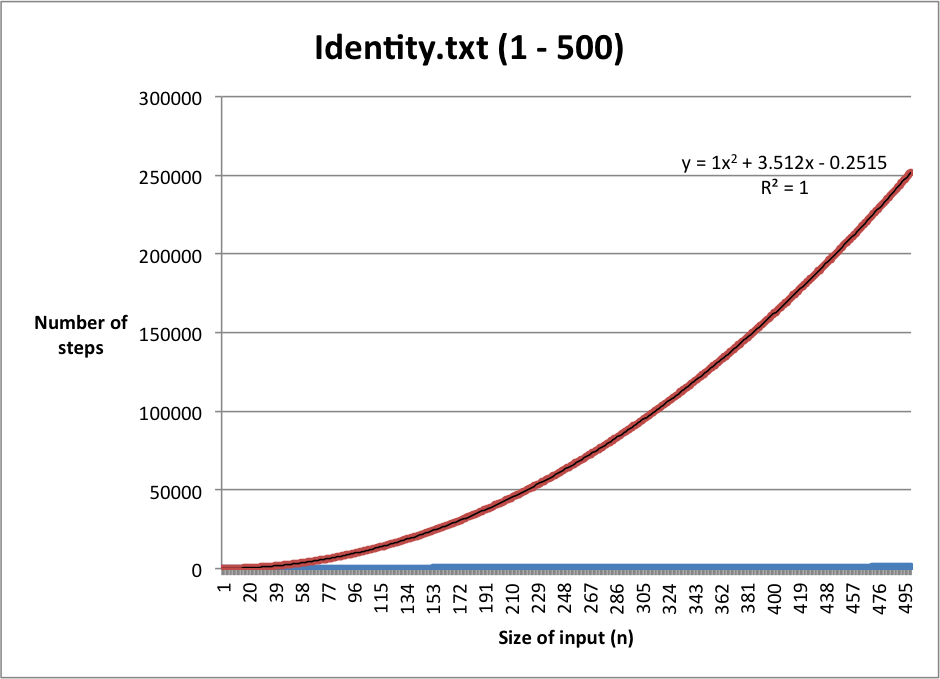 Identity.txt (1 - 500)
300000
250000
200000
150000
100000
50000
0
Number of
steps
y = 1x² + 3.512x - 0.2515
R² = 1
1 20 39 58 77 96 115 134 153 172 191 210 229 248 267 286 305 324 343 362 381 400 419 438 457 476 495
Size of input (n)